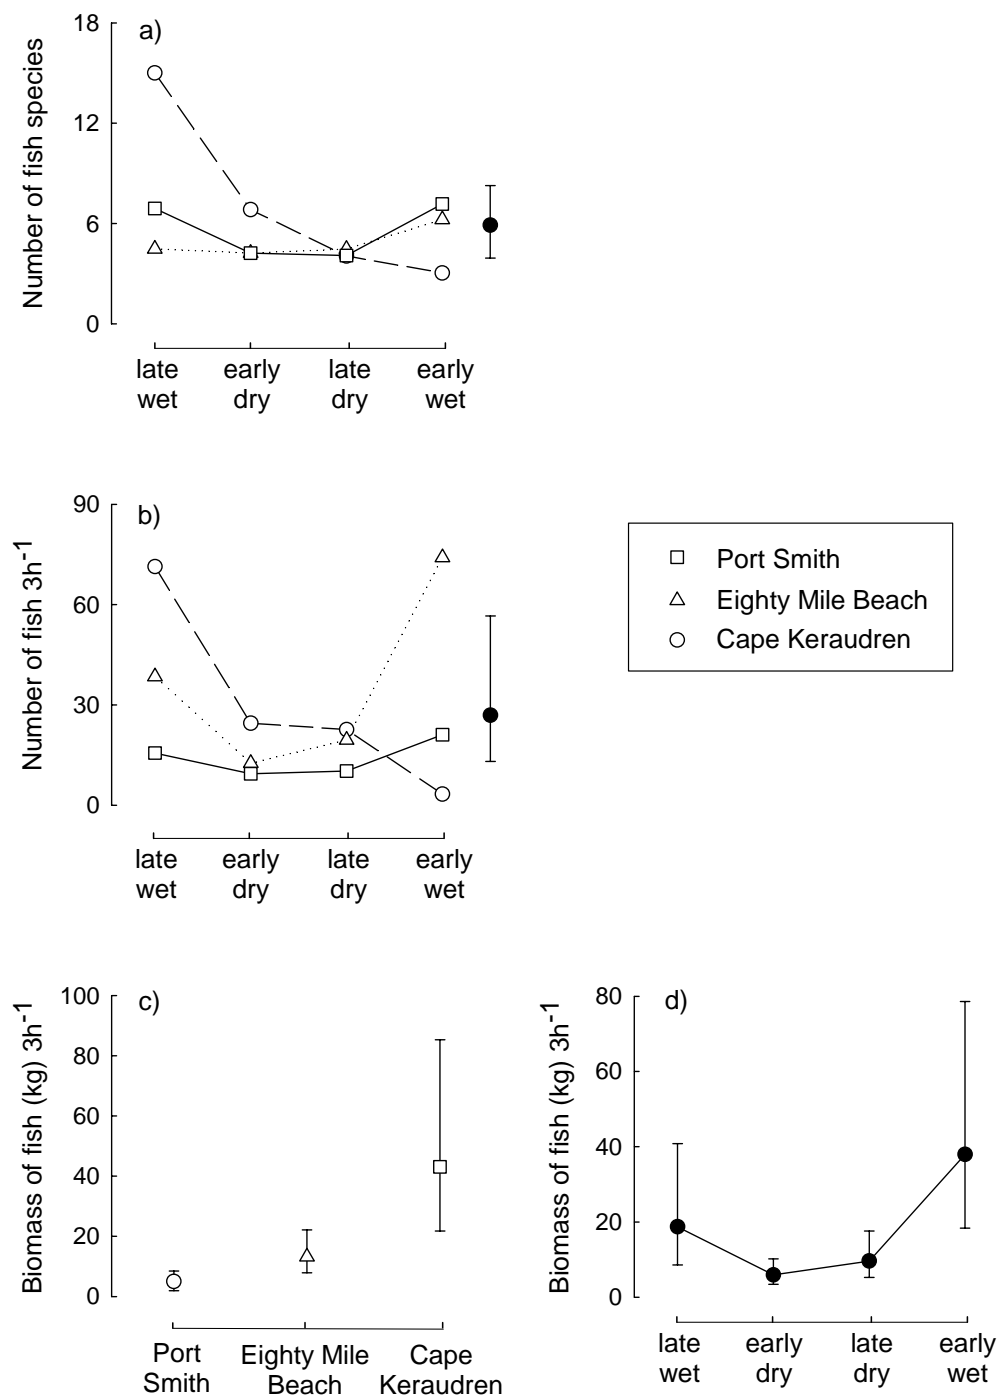 a)
Number of fish species
18
12
6
0
late early late early
wet dry dry wet
b)
Number of fish 3h-1
90
60
30
0
late early late early
wet dry dry wet
Port Smith
Eighty Mile Beach
Cape Keraudren
c)
Biomass of fish (kg) 3h-1
100
80
60
40
20
0
Port Eighty Mile Cape
Smith Beach Keraudren
d)
Biomass of fish (kg) 3h-1
80
60
40
20
0
late early late early
wet dry dry wet